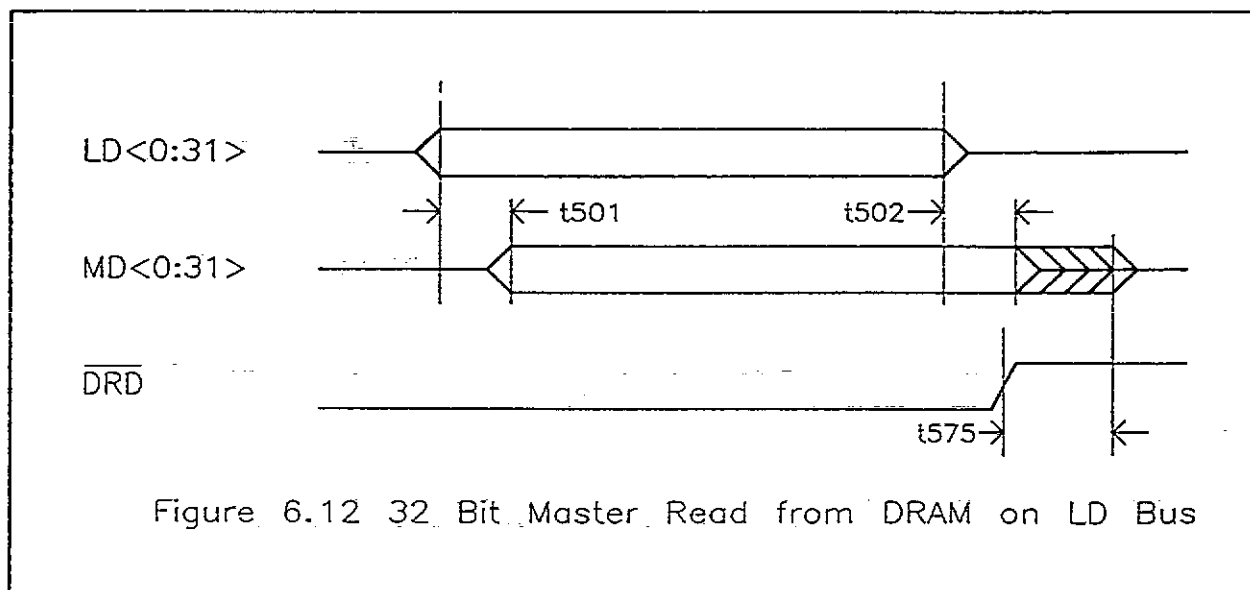 LD<0:31>
t501
t502
MD<0:31>
DRD
t575
Figure 6.12 32 Bit Master Read from DRAM on LD Bus